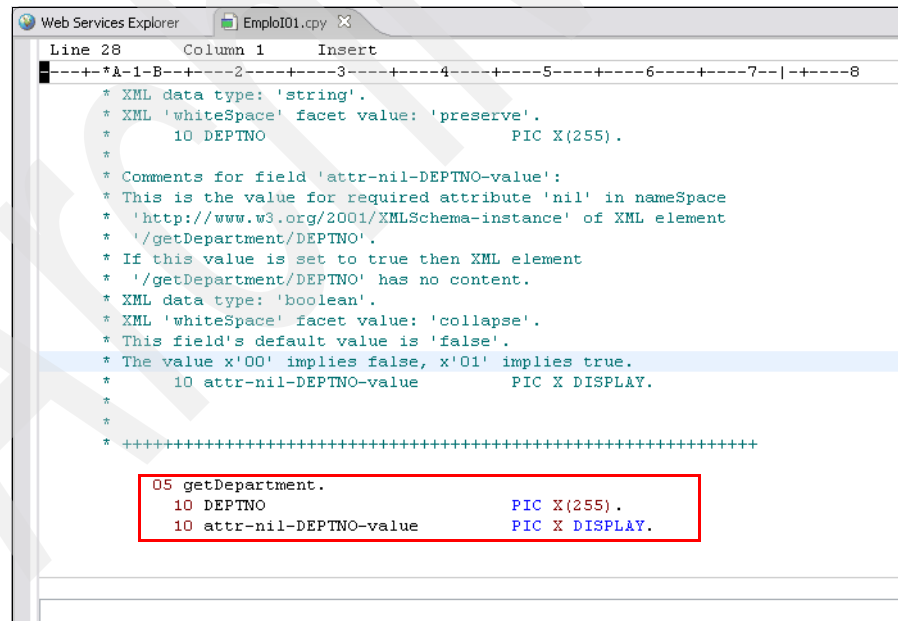 Web Services Explorer EmploI01.cpy
Line 28 Column 1 Insert
----+-*A-1-B--+----2----+----3----+----4----+----5----+----6----+----7--|-+----8
* XML data type: 'string'.
* XML 'whiteSpace' facet value: 'preserve'.
* 10 DEPTNO PIC X(255).
*
* Comments for field 'attr-nil-DEPTNO-value':
* This is the value for required attribute 'nil' in nameSpace
* 'http://www.w3.org/2001/XMLSchema-instance' of XML element
* '/getDepartment/DEPTNO'.
* If this value is set to true then XML element
* '/getDepartment/DEPTNO' has no content.
* XML data type: 'boolean'.
* XML 'whiteSpace' facet value: 'collapse'.
* This field's default value is 'false'.
* The value x'00' implies false, x'01' implies true.
* 10 attr-nil-DEPTNO-value PIC X DISPLAY.
*
*
* ++++++++++++++++++++++++++++++++++++++++++++++++++++++++++++++
05 getDepartment.
10 DEPTNO PIC X(255).
10 attr-nil-DEPTNO-value PIC X DISPLAY.